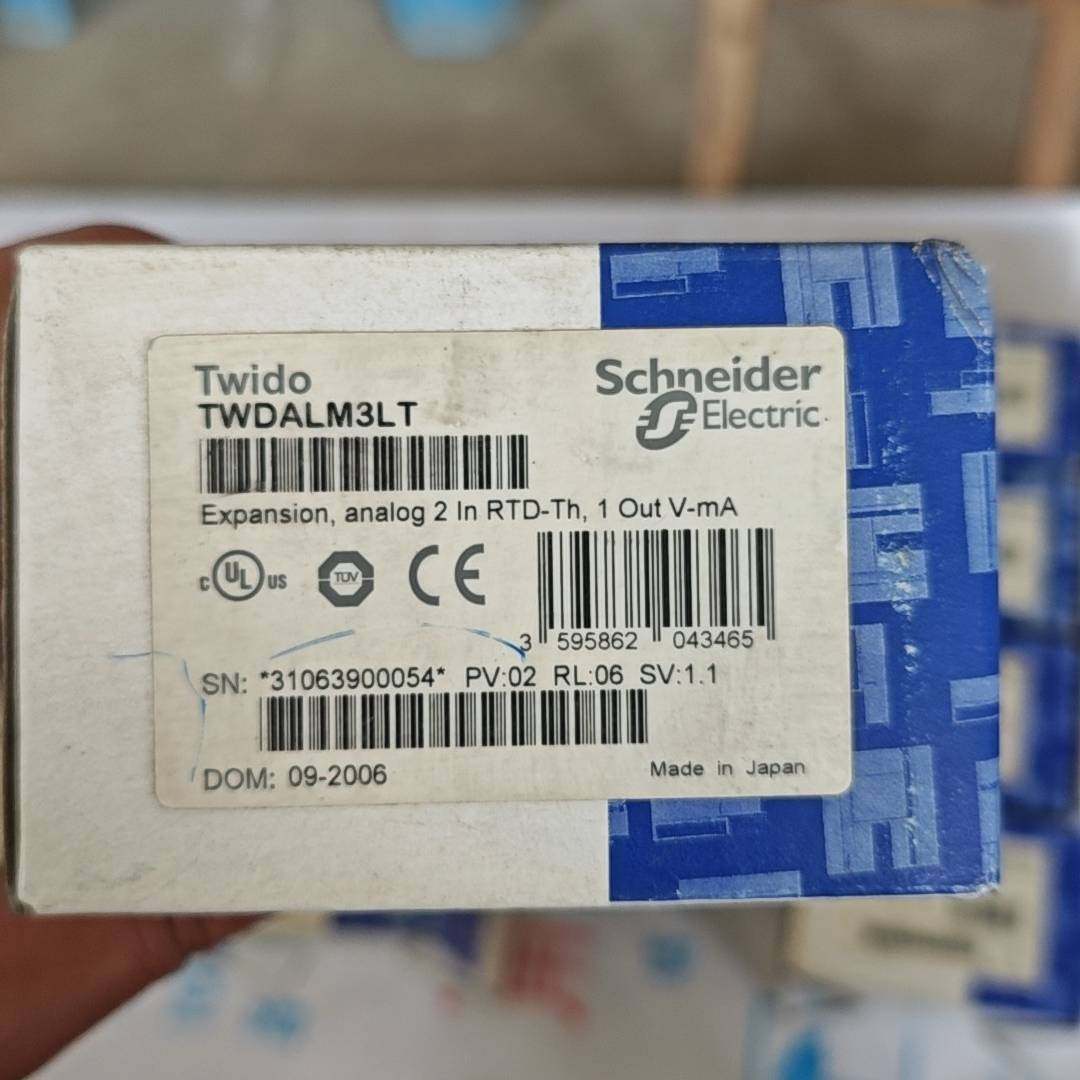 Twido
TWDALM3LT
Schneider
Electric
Expansion, analog 2 In RTD-Th, 1 Out V-mA
c UL us TÜV CE
3 595862 043465
SN: *31063900054* PV:02 RL:06 SV:1.1
DOM: 09-2006
Made in Japan